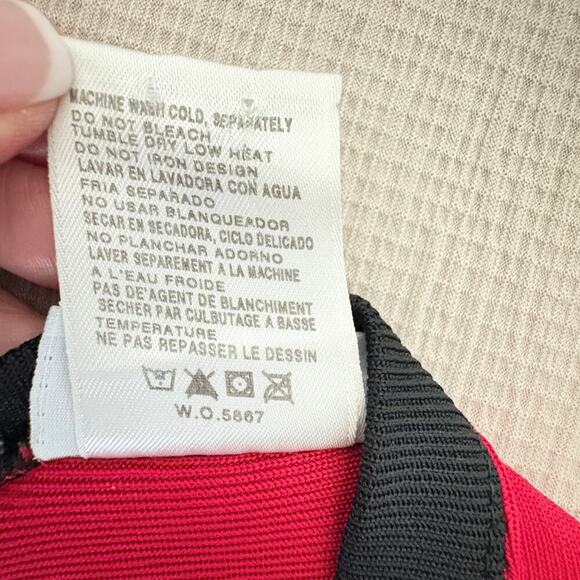 MACHINE WASH COLD, SEPARATELY
DO NOT BLEACH
TUMBLE DRY LOW HEAT
DO NOT IRON DESIGN
LAVAR EN LAVADORA CON AGUA
FRIA SEPARADO
NO USAR BLANQUEADOR
SECAR EN SECADORA, CICLO DELICADO
NO PLANCHAR ADORNO
LAVER SEPAREMENT A LA MACHINE
A L'EAU FROIDE
PAS DE'AGENT DE BLANCHIMENT
SECHER PAR CULBUTAGE A BASSE
TEMPERATURE
NE PAS REPASSER LE DESSIN
W.O.5867